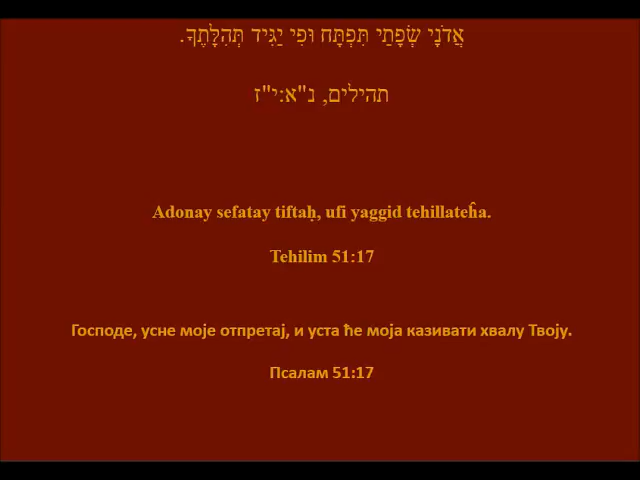 אֲדֹנָי שְׂפָתַי תִּפְתָּח וּפִי יַגִּיד תְּהִלָּתֶךָ.
תהילים, נ"א:י"ז
Adonay sefatay tiftaḥ, ufi yaggid tehillateĥa.
Tehilim 51:17
Господе, усне моје отпретај, и уста ће моја казивати хвалу Твоју.
Псалам 51:17